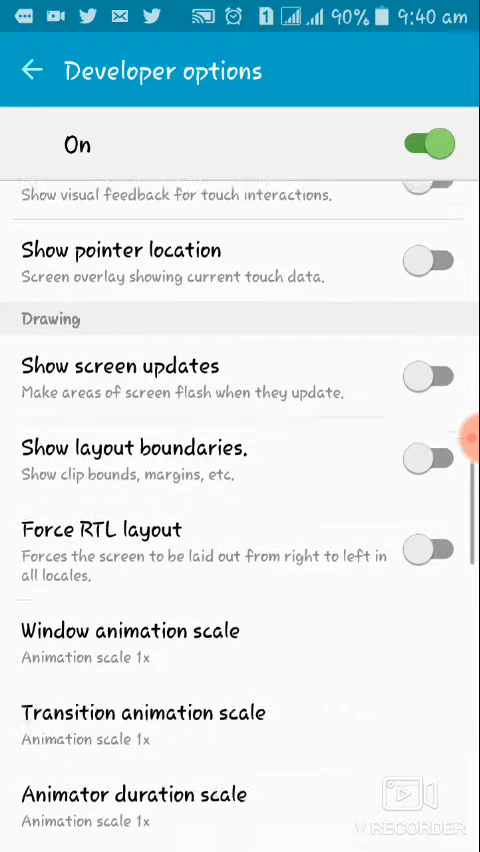 1 90% 9:40 am
Developer options
On
Show visual feedback for touch interactions.
Show pointer location
Screen overlay showing current touch data.
Drawing
Show screen updates
Make areas of screen flash when they update.
Show layout boundaries.
Show clip bounds, margins, etc.
Force RTL layout
Forces the screen to be laid out from right to left in
all locales.
Window animation scale
Animation scale 1x
Transition animation scale
Animation scale 1x
Animator duration scale
Animation scale 1x
V RECORDER